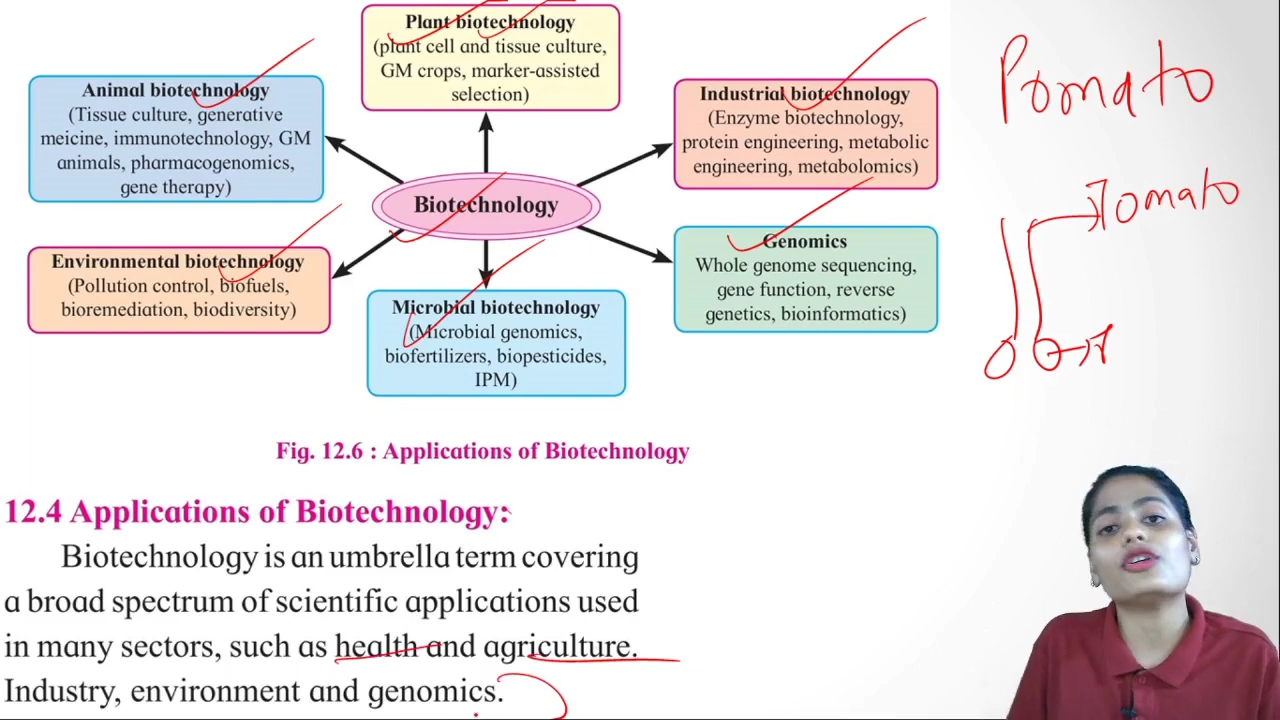 Plant biotechnology
(plant cell and tissue culture,
GM crops, marker-assisted
selection)
Animal biotechnology
(Tissue culture, generative
meicine, immunotechnology, GM
animals, pharmacogenomics,
gene therapy)
Industrial biotechnology
(Enzyme biotechnology,
protein engineering, metabolic
engineering, metabolomics)
Biotechnology
Environmental biotechnology
(Pollution control, biofuels,
bioremediation, biodiversity)
Genomics
Whole genome sequencing,
gene function, reverse
genetics, bioinformatics)
Microbial biotechnology
(Microbial genomics,
biofertilizers, biopesticides,
IPM)
Fig. 12.6 : Applications of Biotechnology
12.4 Applications of Biotechnology:
Biotechnology is an umbrella term covering
a broad spectrum of scientific applications used
in many sectors, such as health and agriculture.
Industry, environment and genomics.
Pomato
Tomato